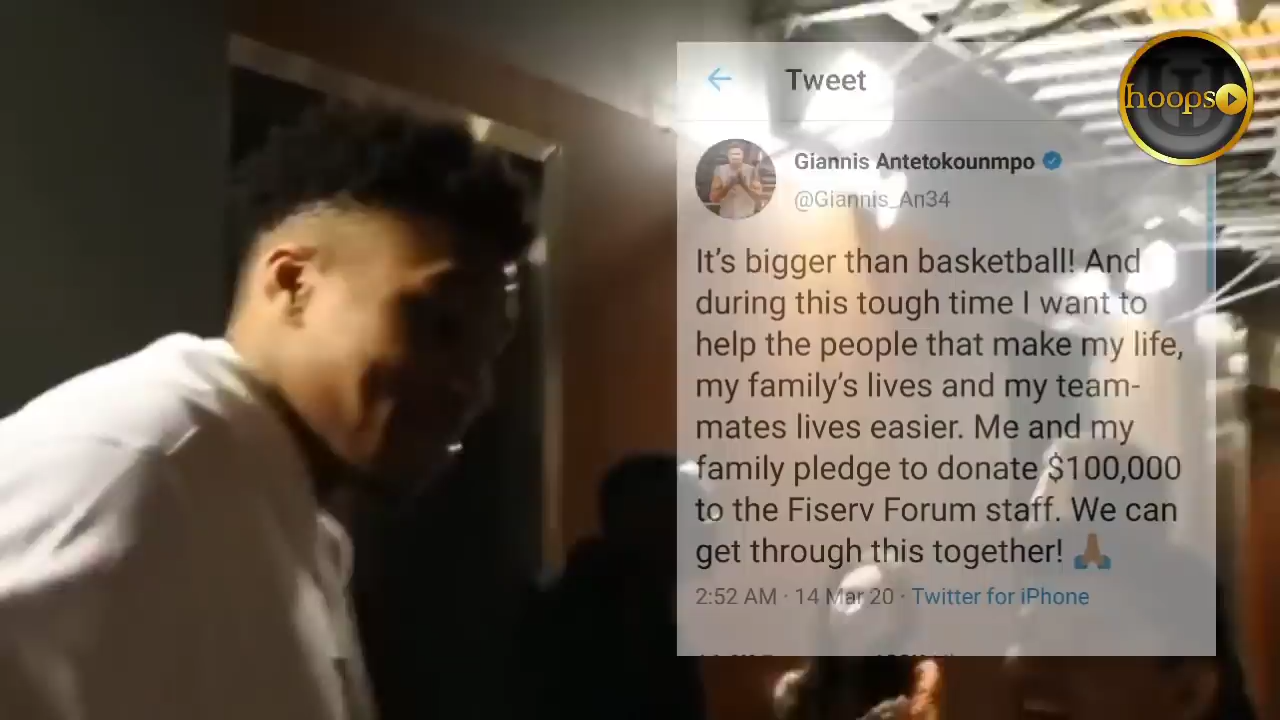 Tweet
hoops
Giannis Antetokounmpo
@Giannis_An34
It’s bigger than basketball! And
during this tough time I want to
help the people that make my life,
my family’s lives and my team-
mates lives easier. Me and my
family pledge to donate $100,000
to the Fiserv Forum staff. We can
get through this together! 🙏🏽
2:52 AM · 14 Mar 20 · Twitter for iPhone